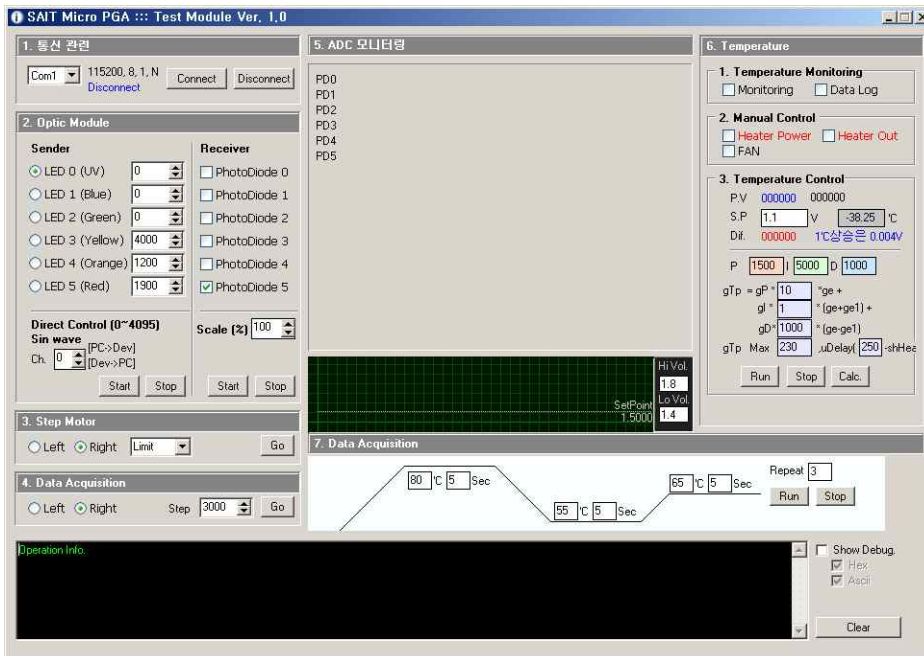 SAIT Micro PGA ::: Test Module Ver, 1,0
1. 통신 관련
Com1 115200, 8, 1, N
Disconnect
Connect Disconnect
2. Optic Module
Sender Receiver
LED 0 (UV) 0 PhotoDiode 0
LED 1 (Blue) 0 PhotoDiode 1
LED 2 (Green) 0 PhotoDiode 2
LED 3 (Yellow) 4000 PhotoDiode 3
LED 4 (Orange) 1200 PhotoDiode 4
LED 5 (Red) 1900 PhotoDiode 5
Direct Control (0~4095)
Sin wave
Ch. 0 [PC->Dev]
[Dev->PC]
Start Stop
Scale (%) 100
Start Stop
3. Step Motor
Left Right Limit Go
4. Data Acquisition
Left Right Step 3000 Go
5. ADC 모니터링
PD0
PD1
PD2
PD3
PD4
PD5
SetPoint
1.5000
Hi Vol.
1.8
Lo Vol.
1.4
6. Temperature
1. Temperature Monitoring
Monitoring Data Log
2. Manual Control
Heater Power Heater Out
FAN
3. Temperature Control
P.V 000000 000000
S.P 1.1 V -38.25 ℃
Dif. 000000 1℃상승은 0.004V
P 1500 I 5000 D 1000
gTp = gP * 10 *ge +
gI * 1 * (ge+ge1) +
gD* 1000 * (ge-ge1)
gTp Max 230 ,uDelay( 250 -shHea
Run Stop Calc.
7. Data Acquisition
80 ℃ 5 Sec
55 ℃ 5 Sec
65 ℃ 5 Sec
Repeat 3
Run Stop
Operation Info.
Show Debug.
Hex
Ascii
Clear